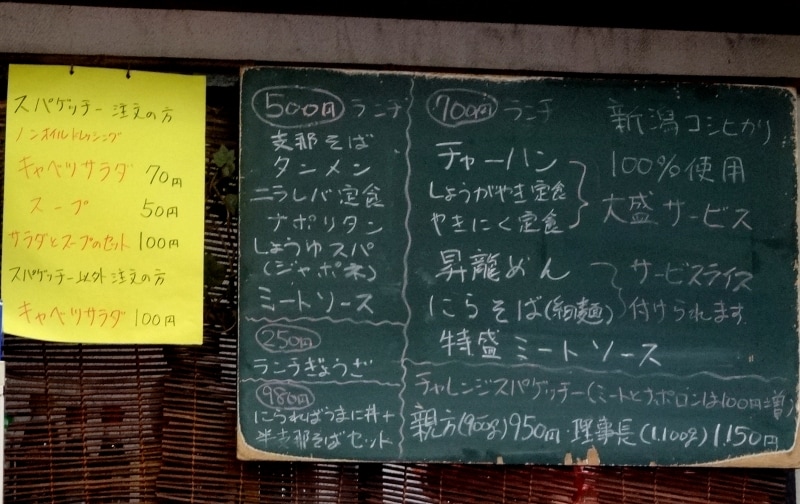 スパゲッチー注文の方
ノンオイルドレッシング
キャベツサラダ 70円
スープ 50円
サラダとスープのセット 100円
スパゲッチー以外注文の方
キャベツサラダ 100円
500円 ランチ
支那そば
タンメン
ニラレバ定食
ナポリタン
しょうゆスパ
(ジャポネ)
ミートソース
250円
ランチぎょうざ
980円
にらればうまに丼+
半支那そばセット
700円 ランチ
チャーハン
しょうがやき定食
やきにく定食
新潟コシヒカリ
100%使用
大盛サービス
昇龍めん
にらそば(細麺)
サービスライス
付けられます
特盛ミートソース
チャレンジスパゲッチー(ミートとナポロンは100円増)
親方(900g)950円・理事長(1,100g)1,150円